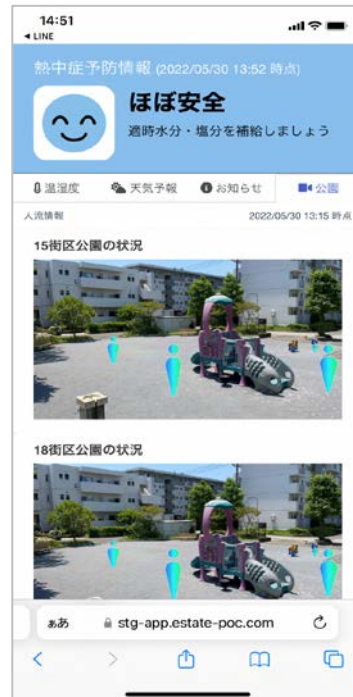 14:51
◀ LINE
熱中症予防情報 (2022/05/30 13:52 時点)
ほぼ安全
適時水分・塩分を補給しましょう
温湿度 天気予報 お知らせ 公園
人流情報 2022/05/30 13:15 時点
15街区公園の状況
18街区公園の状況
ぁあ stg-app.estate-poc.com